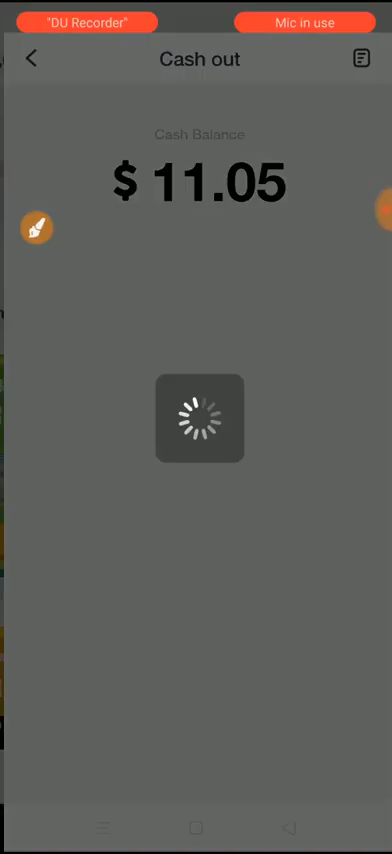 "DU Recorder"
Mic in use
Cash out
Cash Balance
$ 11.05